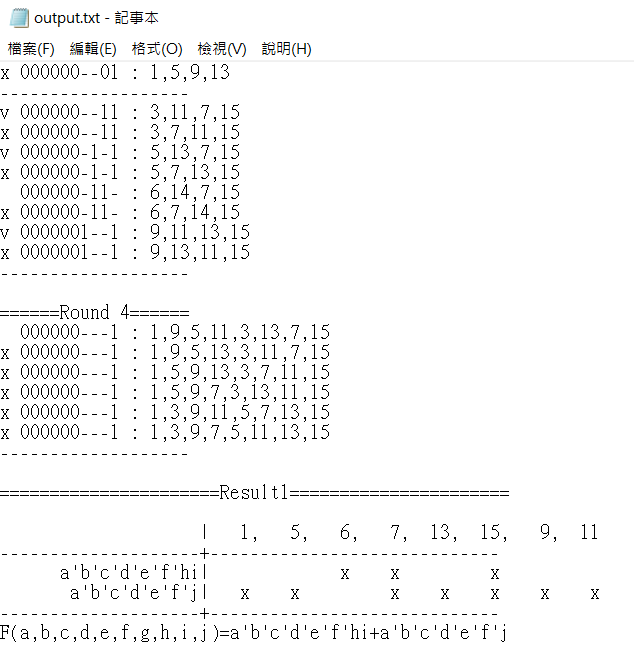 output.txt - 記事本
檔案(F) 編輯(E) 格式(O) 檢視(V) 說明(H)
x 000000--01 : 1,5,9,13
-------------------
v 000000--11 : 3,11,7,15
x 000000--11 : 3,7,11,15
v 000000-1-1 : 5,13,7,15
x 000000-1-1 : 5,7,13,15
  000000-11- : 6,14,7,15
x 000000-11- : 6,7,14,15
v 0000001--1 : 9,11,13,15
x 0000001--1 : 9,13,11,15
-------------------
======Round 4======
  000000---1 : 1,9,5,11,3,13,7,15
x 000000---1 : 1,9,5,13,3,11,7,15
x 000000---1 : 1,5,9,13,3,7,11,15
x 000000---1 : 1,5,9,7,3,13,11,15
x 000000---1 : 1,3,9,11,5,7,13,15
x 000000---1 : 1,3,9,7,5,11,13,15
-------------------
======================Result1======================
                    |   1,   5,   6,   7,  13,  15,   9,  11
--------------------+-----------------------------
      a'b'c'd'e'f'hi|             x    x         x
       a'b'c'd'e'f'j|   x    x         x    x    x    x    x
--------------------+-----------------------------
F(a,b,c,d,e,f,g,h,i,j)=a'b'c'd'e'f'hi+a'b'c'd'e'f'j